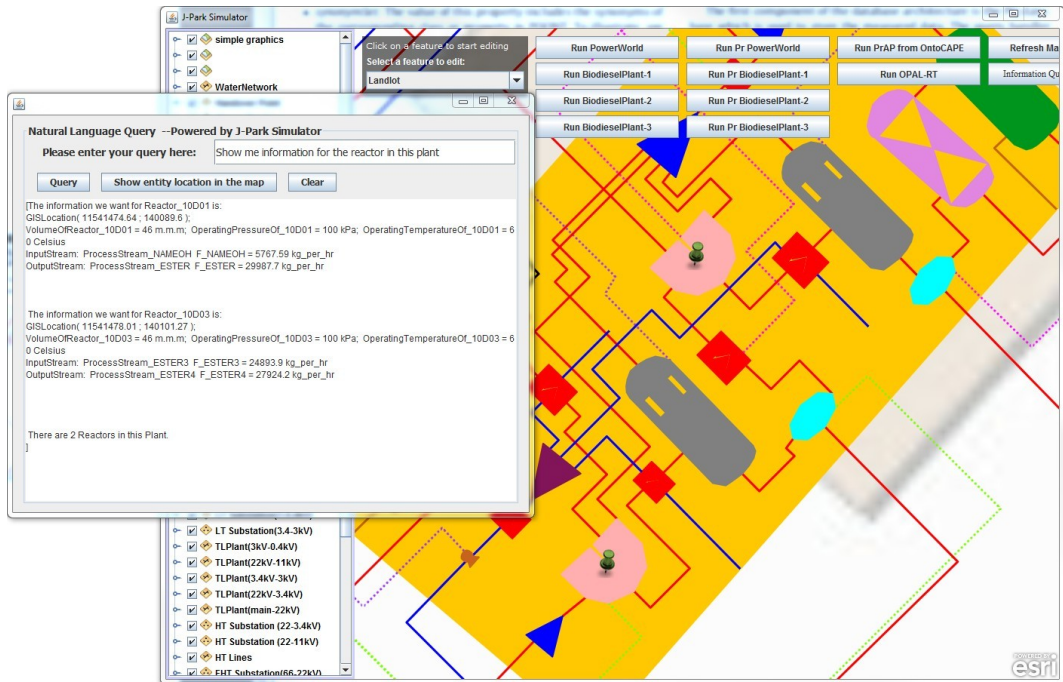 J-Park Simulator
simple graphics
WaterNetwork
Click on a feature to start editing
Select a feature to edit:
Landlot
Run PowerWorld
Run Pr PowerWorld
Run PrAP from OntoCAPE
Refresh Ma
Run BiodieselPlant-1
Run Pr BiodieselPlant-1
Run OPAL-RT
Information Qu
Run BiodieselPlant-2
Run Pr BiodieselPlant-2
Run BiodieselPlant-3
Run Pr BiodieselPlant-3
Natural Language Query --Powered by J-Park Simulator
Please enter your query here:
Show me information for the reactor in this plant
Query
Show entity location in the map
Clear
[The information we want for Reactor_10D01 is:
GISLocation( 11541474.64 ; 140089.6 );
VolumeOfReactor_10D01 = 46 m.m.m; OperatingPressureOf_10D01 = 100 kPa; OperatingTemperatureOf_10D01 = 6
0 Celsius
InputStream: ProcessStream_NAMEOH F_NAMEOH = 5767.59 kg_per_hr
OutputStream: ProcessStream_ESTER F_ESTER = 29987.7 kg_per_hr
The information we want for Reactor_10D03 is:
GISLocation( 11541478.01 ; 140101.27 );
VolumeOfReactor_10D03 = 46 m.m.m; OperatingPressureOf_10D03 = 100 kPa; OperatingTemperatureOf_10D03 = 6
0 Celsius
InputStream: ProcessStream_ESTER3 F_ESTER3 = 24893.9 kg_per_hr
OutputStream: ProcessStream_ESTER4 F_ESTER4 = 27924.2 kg_per_hr
There are 2 Reactors in this Plant.
]
LT Substation(3.4-3kV)
TLPlant(3kV-0.4kV)
TLPlant(22kV-11kV)
TLPlant(3.4kV-3kV)
TLPlant(22kV-3.4kV)
TLPlant(main-22kV)
HT Substation (22-3.4kV)
HT Substation (22-11kV)
HT Lines
EHT Substation(66-22kV)
POWERED BY
esri